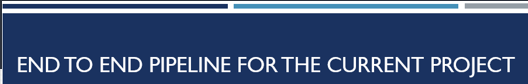 END TO END PIPELINE FOR THE CURRENT PROJECT